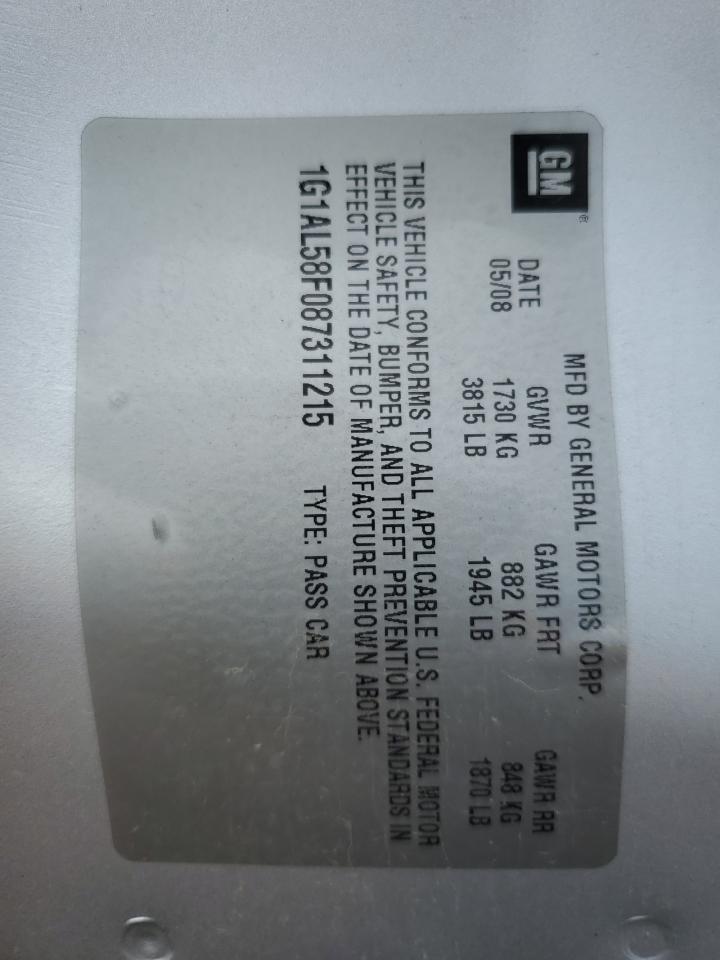 GM®
MFD BY GENERAL MOTORS CORP.
DATE GVWR GAWR FRT GAWR RR
05/08 1730 KG 882 KG 848 KG
3815 LB 1945 LB 1870 LB
THIS VEHICLE CONFORMS TO ALL APPLICABLE U.S. FEDERAL MOTOR
VEHICLE SAFETY, BUMPER, AND THEFT PREVENTION STANDARDS IN
EFFECT ON THE DATE OF MANUFACTURE SHOWN ABOVE.
1G1AL58F087311215 TYPE: PASS CAR